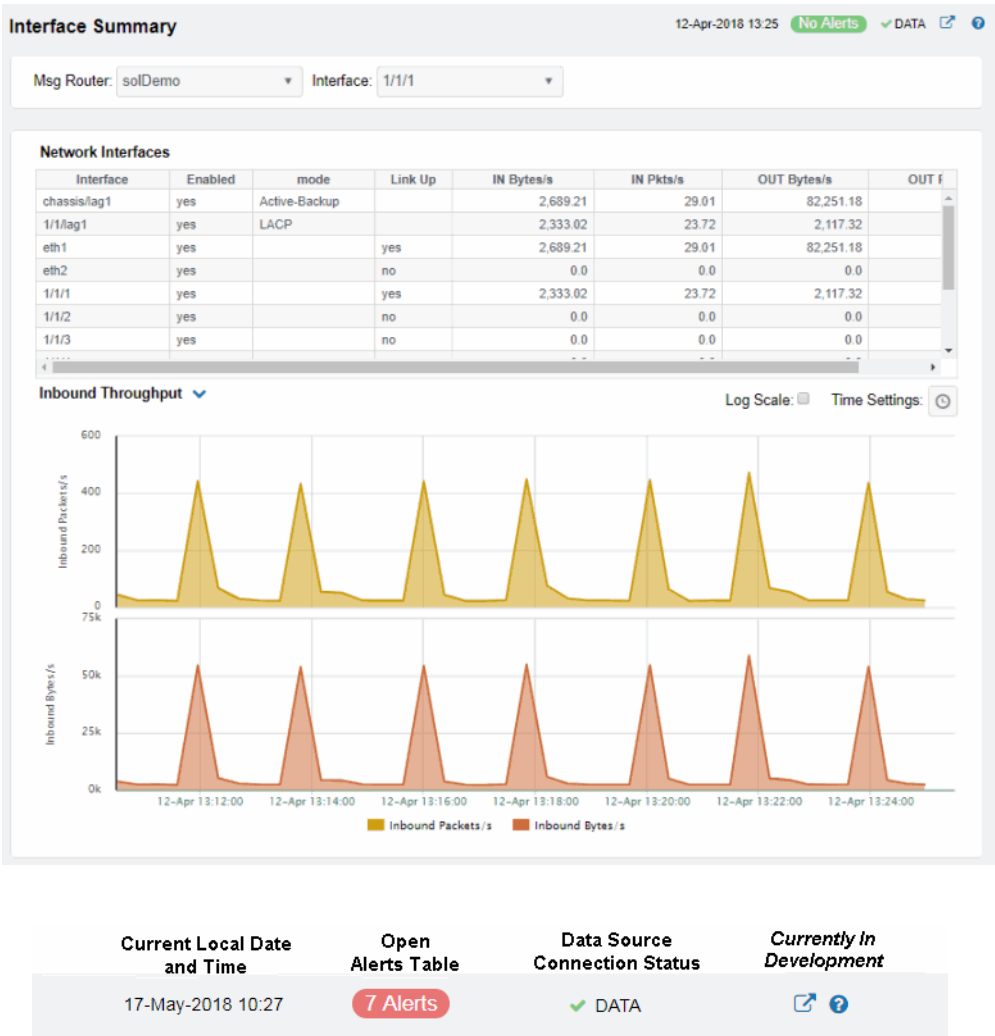 Interface Summary 12-Apr-2018 13:25 No Alerts DATA
Msg Router: solDemo Interface: 1/1/1
Network Interfaces
Interface Enabled mode Link Up IN Bytes/s IN Pkts/s OUT Bytes/s OUT
chassis/lag1 yes Active-Backup 2,689.21 29.01 82,251.18
1/1/lag1 yes LACP 2,333.02 23.72 2,117.32
eth1 yes yes 2,689.21 29.01 82,251.18
eth2 yes no 0.0 0.0 0.0
1/1/1 yes yes 2,333.02 23.72 2,117.32
1/1/2 yes no 0.0 0.0 0.0
1/1/3 yes no 0.0 0.0 0.0
Inbound Throughput Log Scale: Time Settings:
Inbound Packets/s
600
400
200
0
Inbound Bytes/s
75k
50k
25k
0k
12-Apr 13:12:00 12-Apr 13:14:00 12-Apr 13:16:00 12-Apr 13:18:00 12-Apr 13:20:00 12-Apr 13:22:00 12-Apr 13:24:00
Inbound Packets/s Inbound Bytes/s
Current Local Date Open Data Source Currently In
and Time Alerts Table Connection Status Development
17-May-2018 10:27 7 Alerts DATA